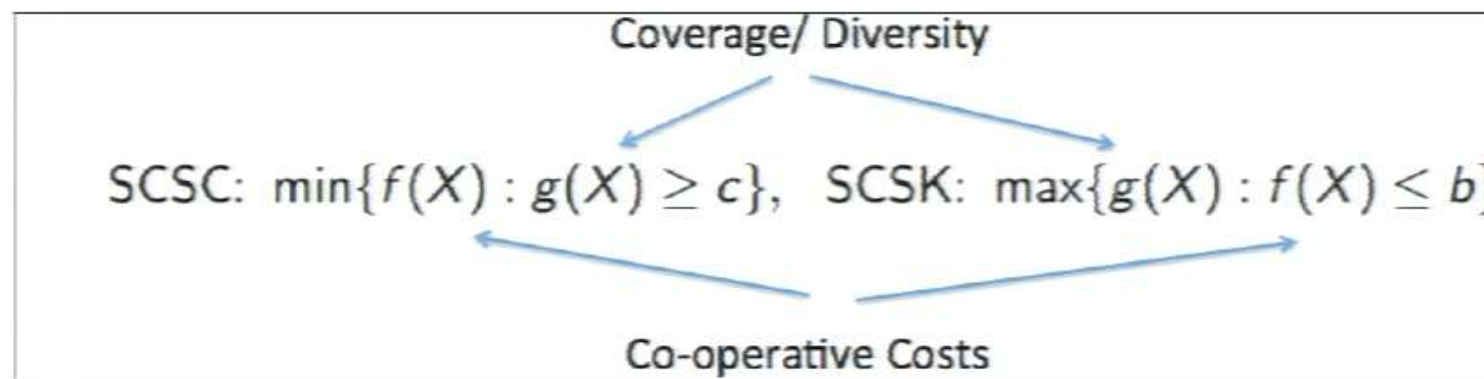 Coverage/ Diversity
SCSC: min{f(X) : g(X) ≥ c}, SCSK: max{g(X) : f(X) ≤ b}
Co-operative Costs